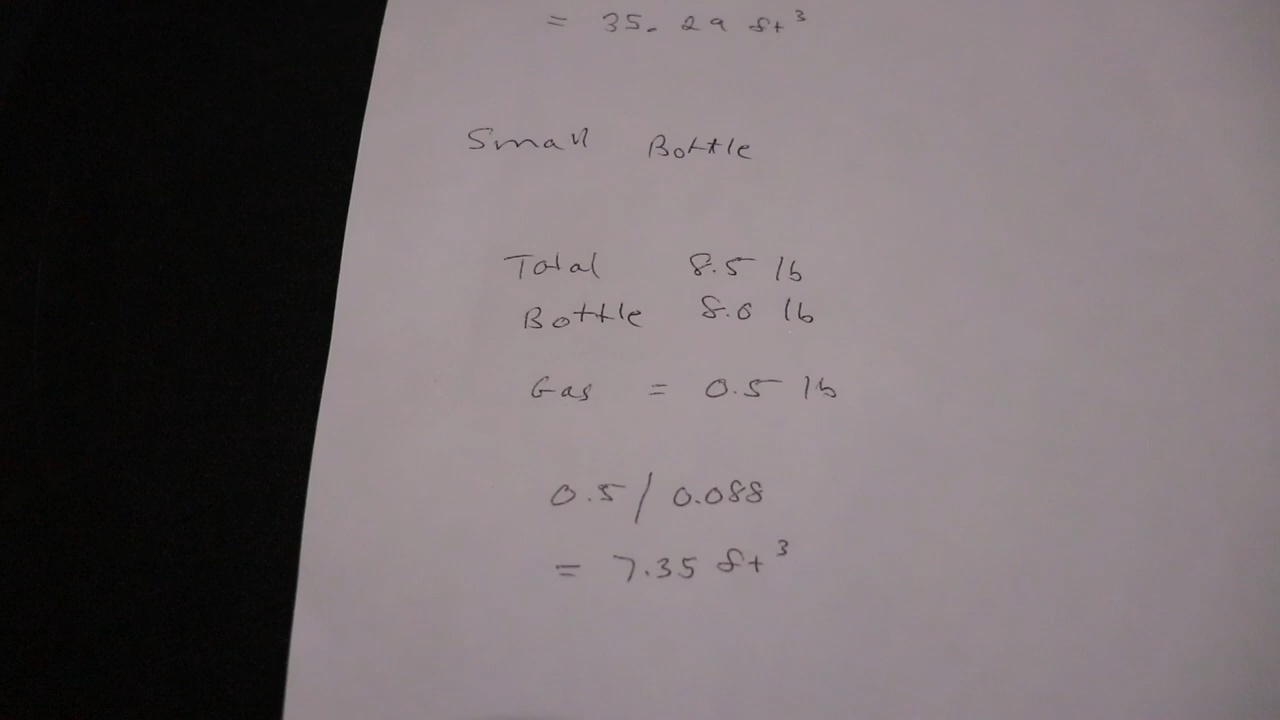 = 35.29 ft³
Small Bottle
Total 8.5 lb
Bottle 8.0 lb
Gas = 0.5 lb
0.5 / 0.088
= 7.35 ft³